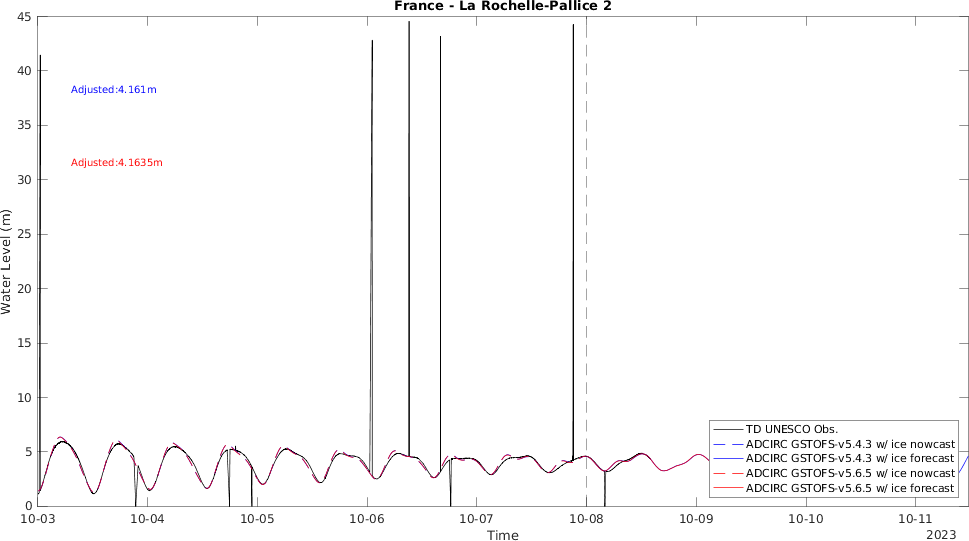 France - La Rochelle-Pallice 2
45
40
35
30
25
20
15
10
5
0
Water Level (m)
Adjusted:4.161m
Adjusted:4.1635m
TD UNESCO Obs.
ADCIRC GSTOFS-v5.4.3 w/ ice nowcast
ADCIRC GSTOFS-v5.4.3 w/ ice forecast
ADCIRC GSTOFS-v5.6.5 w/ ice nowcast
ADCIRC GSTOFS-v5.6.5 w/ ice forecast
10-03 10-04 10-05 10-06 10-07 10-08 10-09 10-10 10-11
Time
2023